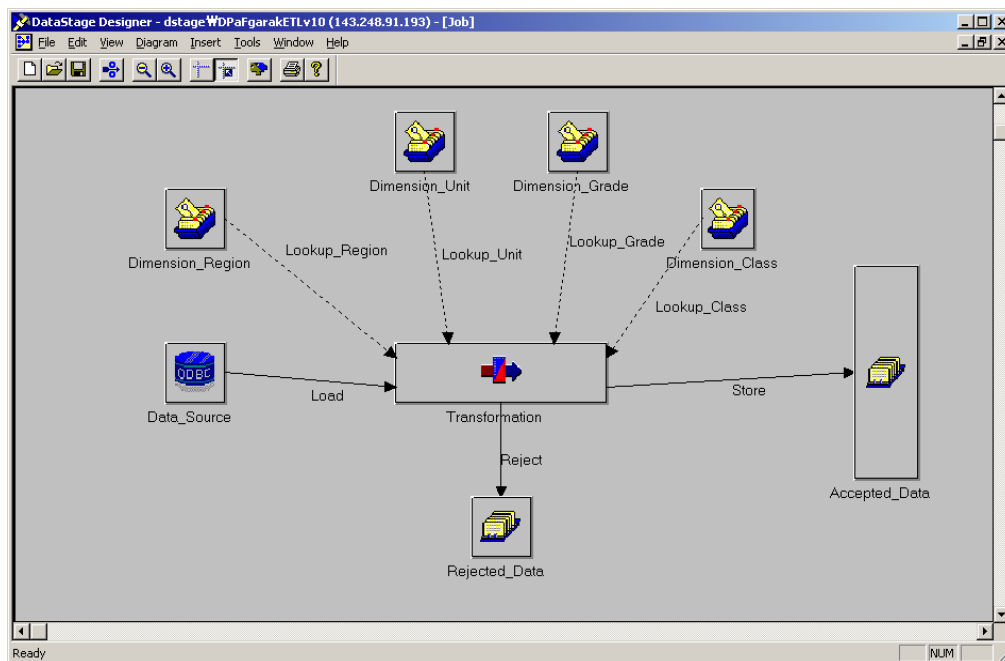 DataStage Designer - dstage₩DPaFgarakETLv10 (143.248.91.193) - [Job]
File Edit View Diagram Insert Tools Window Help
Dimension_Unit
Dimension_Grade
Dimension_Region
Lookup_Region
Lookup_Unit
Lookup_Grade
Dimension_Class
Lookup_Class
ODBC
Data_Source
Load
Transformation
Store
Reject
Accepted_Data
Rejected_Data
Ready
NUM